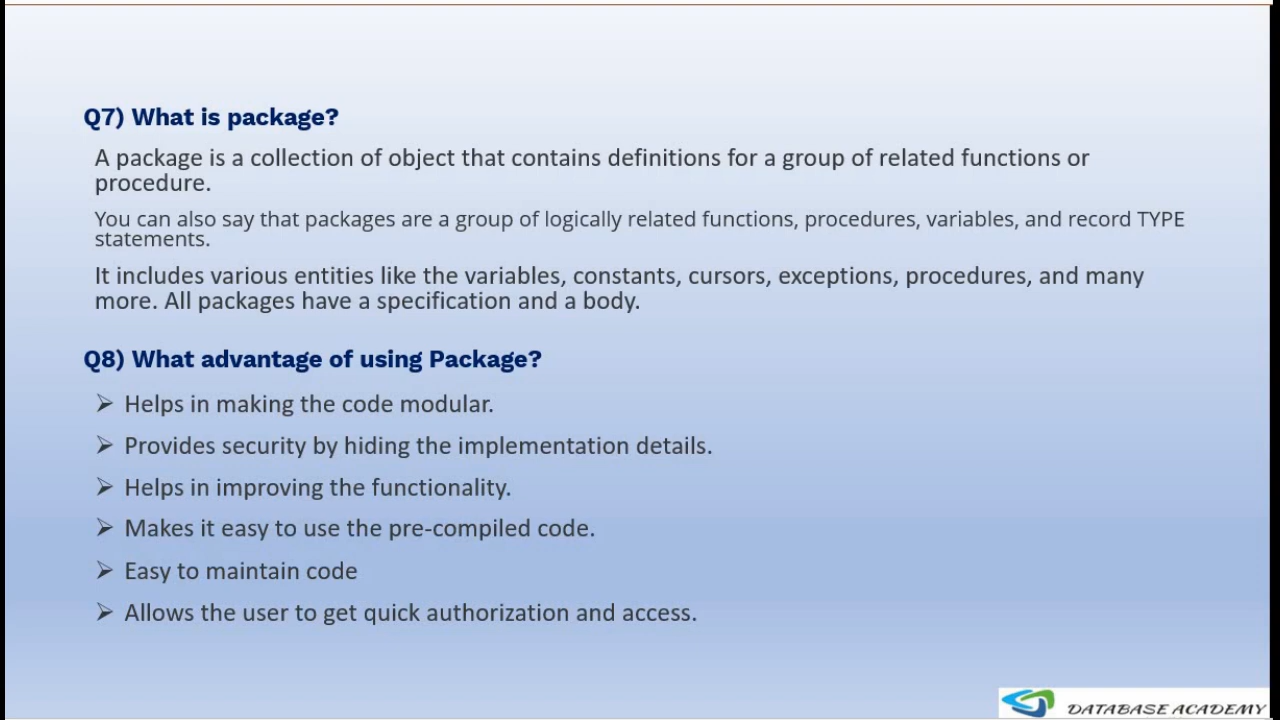 Q7) What is package?
A package is a collection of object that contains definitions for a group of related functions or
procedure.
You can also say that packages are a group of logically related functions, procedures, variables, and record TYPE
statements.
It includes various entities like the variables, constants, cursors, exceptions, procedures, and many
more. All packages have a specification and a body.
Q8) What advantage of using Package?
➢ Helps in making the code modular.
➢ Provides security by hiding the implementation details.
➢ Helps in improving the functionality.
➢ Makes it easy to use the pre-compiled code.
➢ Easy to maintain code
➢ Allows the user to get quick authorization and access.
DATABASE ACADEMY